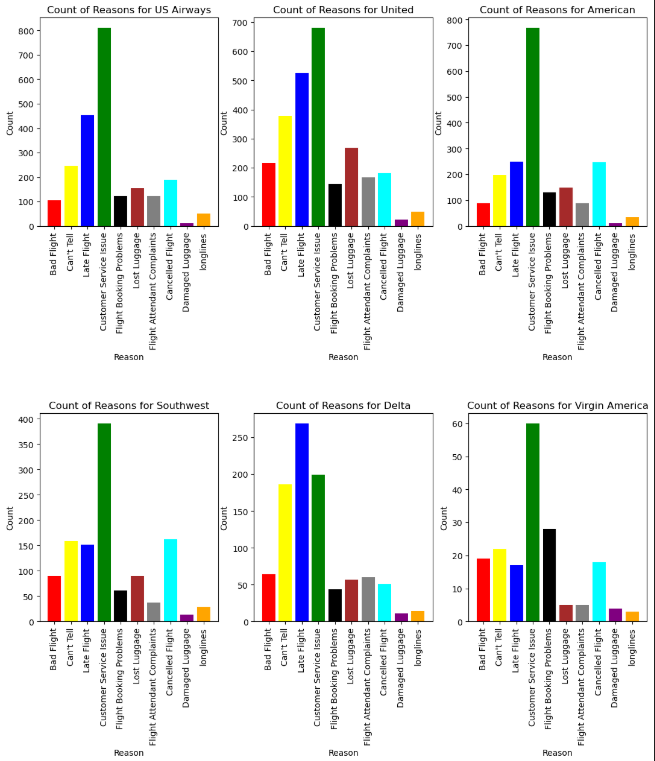 Count of Reasons for US Airways
Count
800
700
600
500
400
300
200
100
0
Bad Flight
Can't Tell
Late Flight
Customer Service Issue
Flight Booking Problems
Lost Luggage
Flight Attendant Complaints
Cancelled Flight
Damaged Luggage
longlines
Reason
Count of Reasons for United
Count
700
600
500
400
300
200
100
0
Bad Flight
Can't Tell
Late Flight
Customer Service Issue
Flight Booking Problems
Lost Luggage
Flight Attendant Complaints
Cancelled Flight
Damaged Luggage
longlines
Reason
Count of Reasons for American
Count
800
700
600
500
400
300
200
100
0
Bad Flight
Can't Tell
Late Flight
Customer Service Issue
Flight Booking Problems
Lost Luggage
Flight Attendant Complaints
Cancelled Flight
Damaged Luggage
longlines
Reason
Count of Reasons for Southwest
Count
400
350
300
250
200
150
100
50
0
Bad Flight
Can't Tell
Late Flight
Customer Service Issue
Flight Booking Problems
Lost Luggage
Flight Attendant Complaints
Cancelled Flight
Damaged Luggage
longlines
Reason
Count of Reasons for Delta
Count
250
200
150
100
50
0
Bad Flight
Can't Tell
Late Flight
Customer Service Issue
Flight Booking Problems
Lost Luggage
Flight Attendant Complaints
Cancelled Flight
Damaged Luggage
longlines
Reason
Count of Reasons for Virgin America
Count
60
50
40
30
20
10
0
Bad Flight
Can't Tell
Late Flight
Customer Service Issue
Flight Booking Problems
Lost Luggage
Flight Attendant Complaints
Cancelled Flight
Damaged Luggage
longlines
Reason